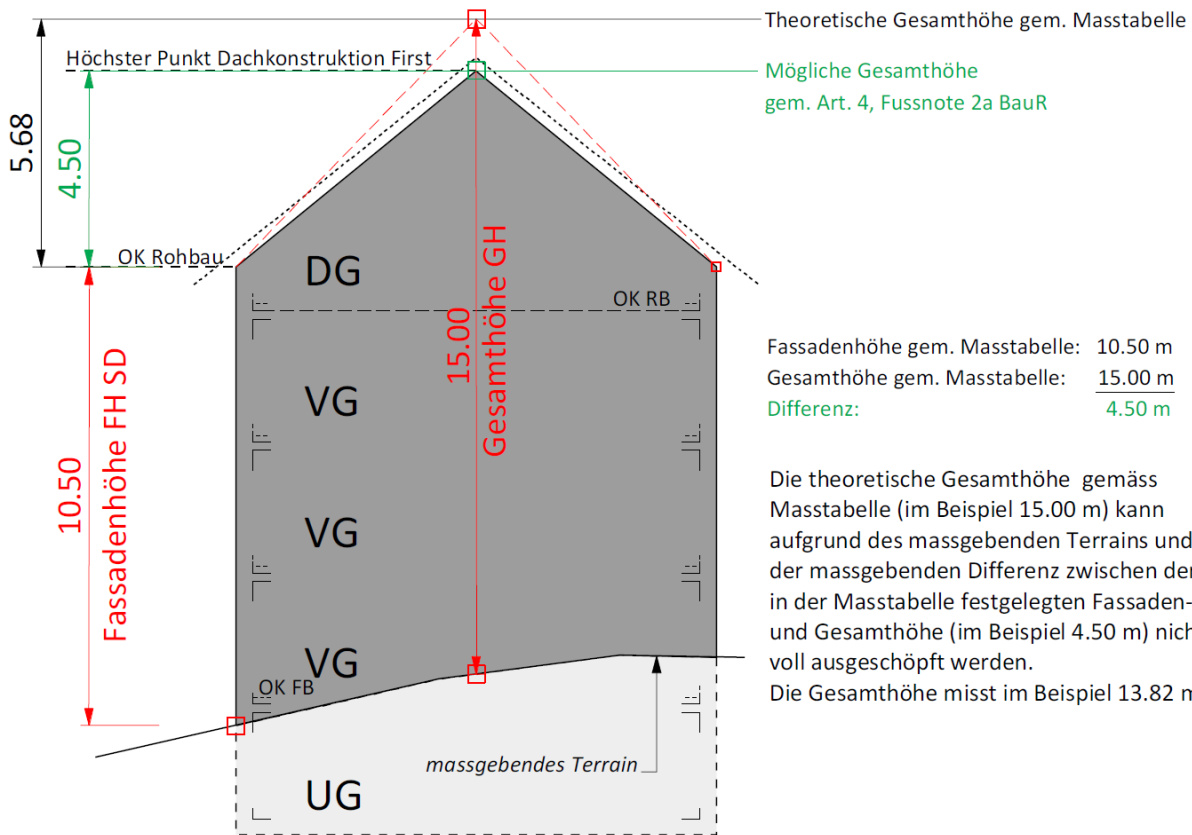 Theoretische Gesamthöhe gem. Masstabelle
Höchster Punkt Dachkonstruktion First
Mögliche Gesamthöhe
gem. Art. 4, Fussnote 2a BauR
5.68
4.50
OK Rohbau
DG
OK RB
15.00
Gesamthöhe GH
Fassadenhöhe gem. Masstabelle: 10.50 m
Gesamthöhe gem. Masstabelle: 15.00 m
Differenz: 4.50 m
10.50
Fassadenhöhe FH SD
VG
VG
VG
OK FB
Die theoretische Gesamthöhe gemäss
Masstabelle (im Beispiel 15.00 m) kann
aufgrund des massgebenden Terrains und
der massgebenden Differenz zwischen der
in der Masstabelle festgelegten Fassaden-
und Gesamthöhe (im Beispiel 4.50 m) nich
voll ausgeschöpft werden.
Die Gesamthöhe misst im Beispiel 13.82 m
massgebendes Terrain
UG